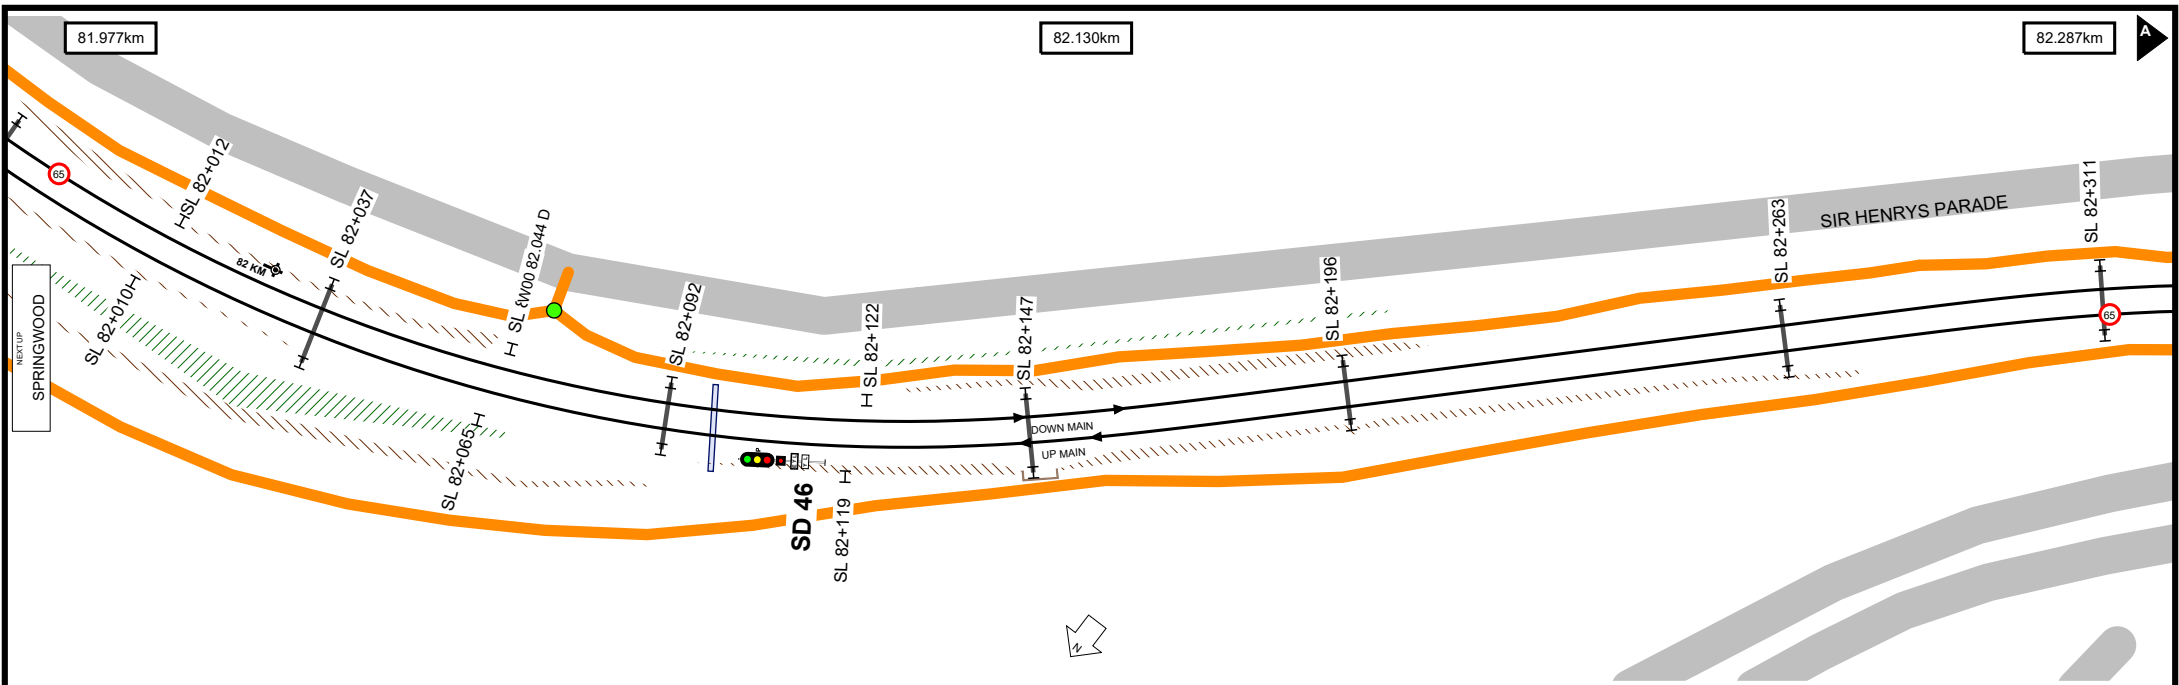 81.977km
82.130km
82.287km
A
65
SL 82+012
SL 82+037
82 KM
W00 82.044 D
SL
SL 82+092
SL 82+122
SL 82+147
SL 82+196
SL 82+263
SIR HENRYS PARADE
SL 82+311
65
NEXT UP
SPRINGWOOD
SL 82+010
SL 82+065
DOWN MAIN
UP MAIN
SD 46
SL 82+119
N